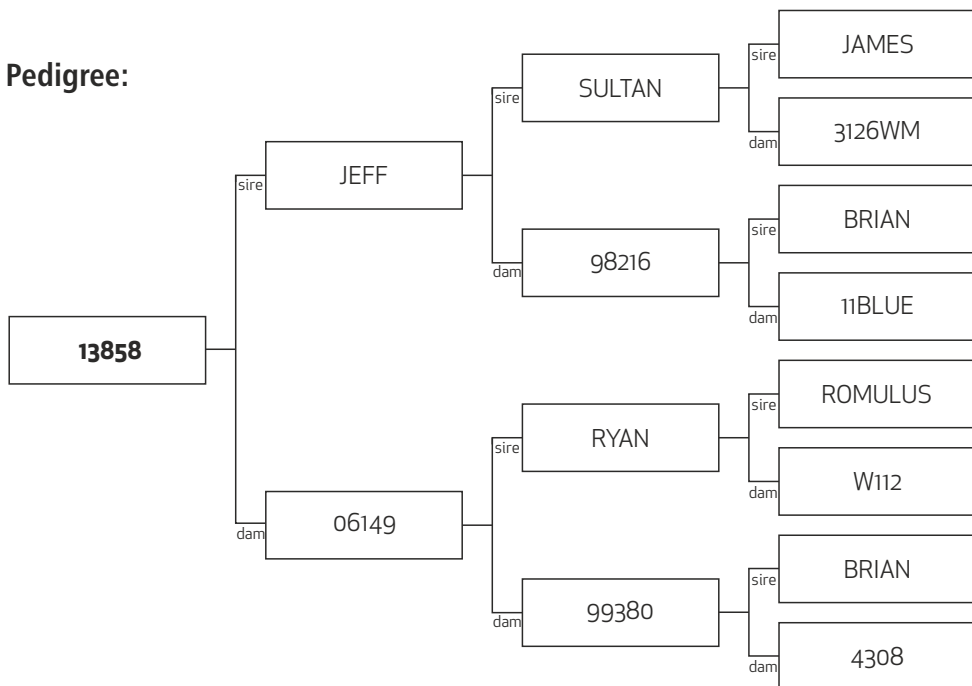 Pedigree:
13858
sire
JEFF
dam
06149
sire
SULTAN
dam
98216
sire
RYAN
dam
99380
sire
JAMES
dam
3126WM
sire
BRIAN
dam
11BLUE
sire
ROMULUS
dam
W112
sire
BRIAN
dam
4308